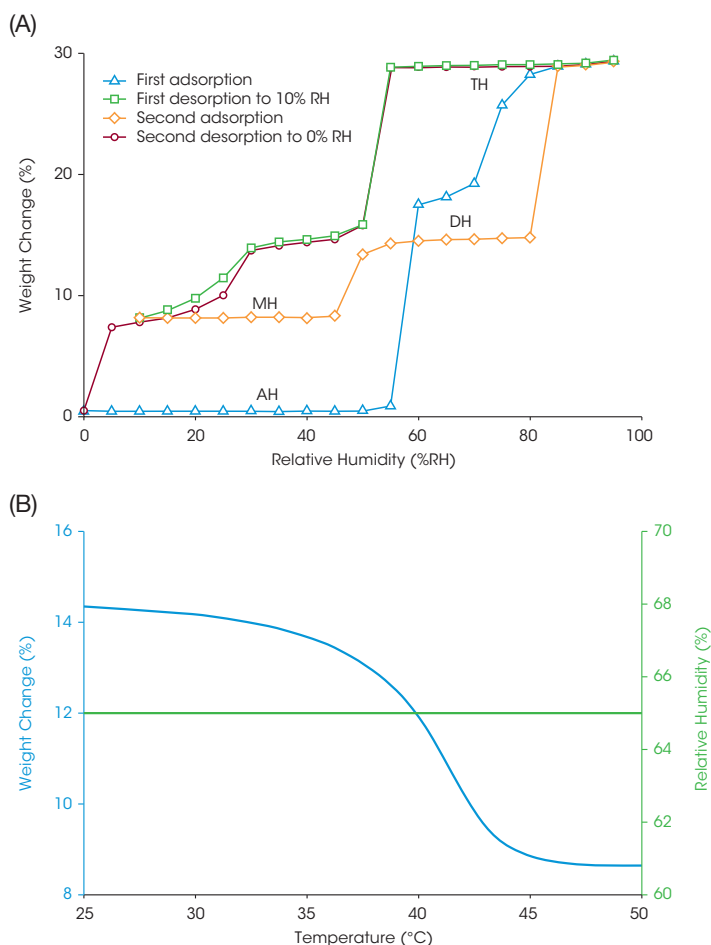 (A)
30
20
10
0
Weight Change (%)
First adsorption
First desorption to 10% RH
Second adsorption
Second desorption to 0% RH
TH
DH
MH
AH
0 20 40 60 80 100
Relative Humidity (%RH)
(B)
16
14
12
10
8
Weight Change (%)
70
68
66
64
62
60
Relative Humidity (%)
25 30 35 40 45 50
Temperature (°C)